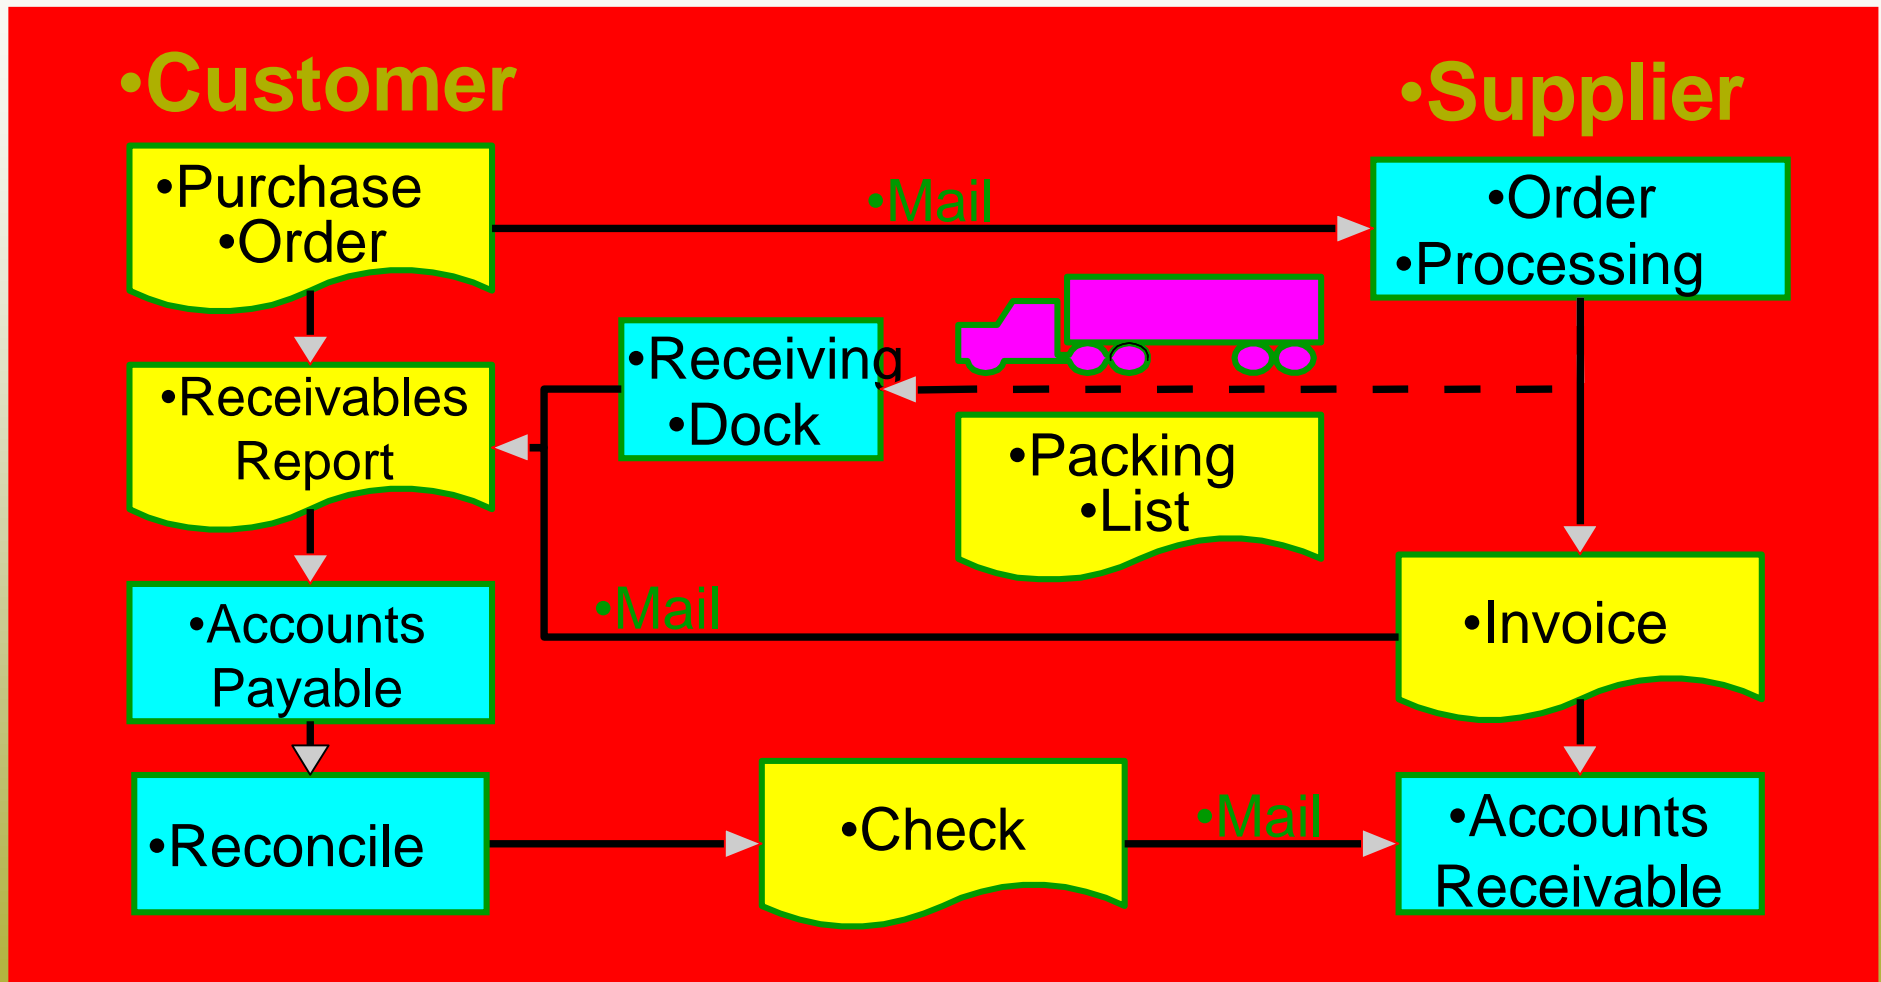 •Customer
•Supplier
•Purchase
•Order
•Mail
•Order
•Processing
•Receiving
•Dock
•Receivables
Report
•Packing
•List
•Mail
•Accounts
Payable
•Invoice
•Reconcile
•Check
•Mail
•Accounts
Receivable